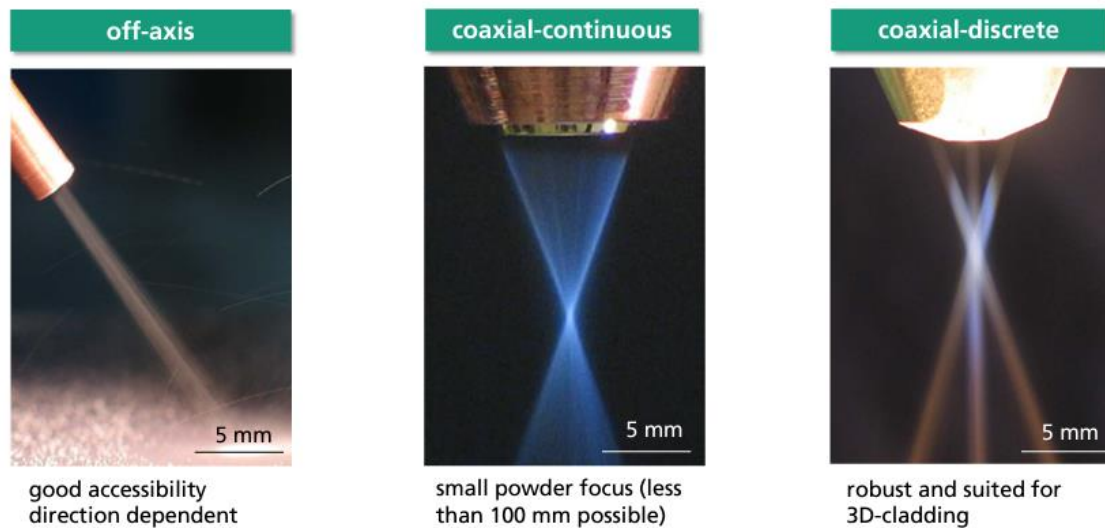 off-axis
coaxial-continuous
coaxial-discrete
5 mm
5 mm
5 mm
good accessibility
direction dependent
small powder focus (less
than 100 mm possible)
robust and suited for
3D-cladding